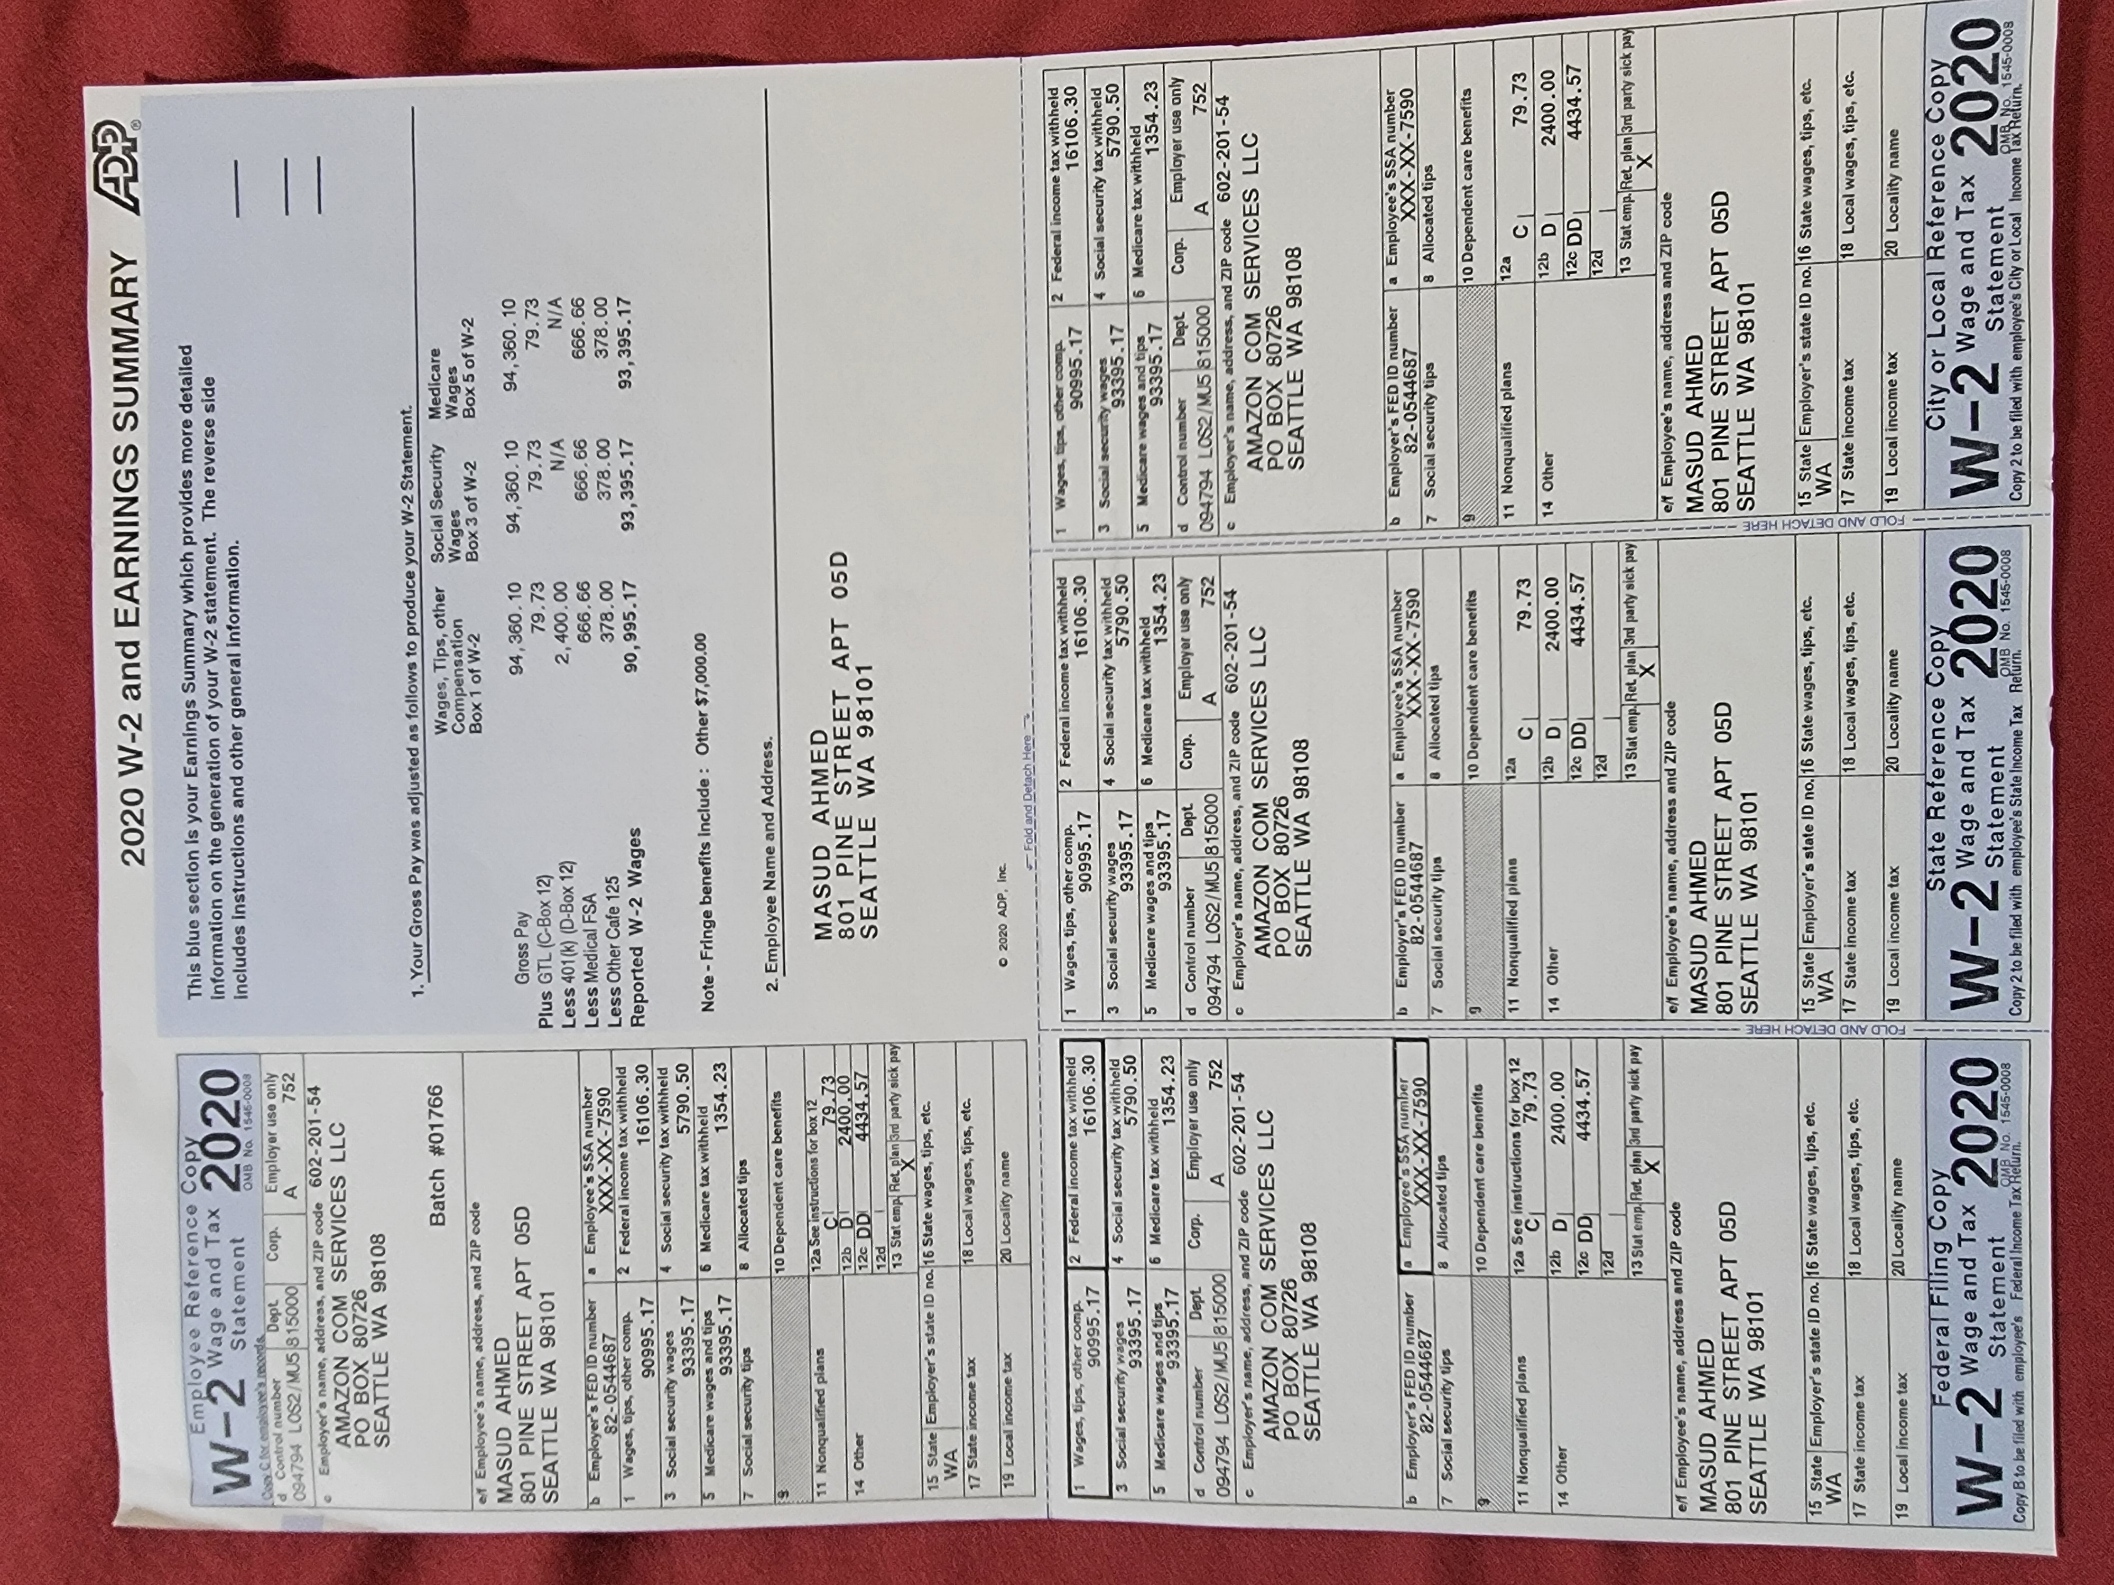 2020 W-2 and EARNINGS SUMMARY ADP®
Employee Reference Copy
W-2 Wage and Tax Statement 2020
OMB No. 1545-0008
Copy C for employee's records.
d Control number Dept. Corp. Employer use only
094794 LOS2/MU5 815000 A 752
c Employer's name, address, and ZIP code 602-201-54
AMAZON COM SERVICES LLC
PO BOX 80726
SEATTLE WA 98108
Batch #01766
e/f Employee's name, address, and ZIP code
MASUD AHMED
801 PINE STREET APT 05D
SEATTLE WA 98101
b Employer's FED ID number a Employee's SSA number
82-0544687 XXX-XX-7590
1 Wages, tips, other comp. 2 Federal income tax withheld
90995.17 16106.30
3 Social security wages 4 Social security tax withheld
93395.17 5790.50
5 Medicare wages and tips 6 Medicare tax withheld
93395.17 1354.23
7 Social security tips 8 Allocated tips
9 10 Dependent care benefits
11 Nonqualified plans 12a See instructions for box 12
C 79.73
14 Other 12b D 2400.00
12c DD 4434.57
12d
13 Stat emp. Ret. plan 3rd party sick pay
X
15 State Employer's state ID no. 16 State wages, tips, etc.
WA
17 State income tax 18 Local wages, tips, etc.
19 Local income tax 20 Locality name
This blue section is your Earnings Summary which provides more detailed
information on the generation of your W-2 statement. The reverse side
includes instructions and other general information.
1. Your Gross Pay was adjusted as follows to produce your W-2 Statement.
Wages, Tips, other Compensation Box 1 of W-2 Social Security Wages Box 3 of W-2 Medicare Wages Box 5 of W-2
Gross Pay 94,360.10 94,360.10 94,360.10
Plus GTL (C-Box 12) 79.73 79.73 79.73
Less 401(k) (D-Box 12) 2,400.00 N/A N/A
Less Medical FSA 666.66 666.66 666.66
Less Other Cafe 125 378.00 378.00 378.00
Reported W-2 Wages 90,995.17 93,395.17 93,395.17
Note - Fringe benefits include : Other $7,000.00
2. Employee Name and Address.
MASUD AHMED
801 PINE STREET APT 05D
SEATTLE WA 98101
© 2020 ADP, Inc.
Fold and Detach Here
1 Wages, tips, other comp. 2 Federal income tax withheld
90995.17 16106.30
3 Social security wages 4 Social security tax withheld
93395.17 5790.50
5 Medicare wages and tips 6 Medicare tax withheld
93395.17 1354.23
d Control number Dept. Corp. Employer use only
094794 LOS2/MU5 815000 A 752
c Employer's name, address, and ZIP code 602-201-54
AMAZON COM SERVICES LLC
PO BOX 80726
SEATTLE WA 98108
b Employer's FED ID number a Employee's SSA number
82-0544687 XXX-XX-7590
7 Social security tips 8 Allocated tips
9 10 Dependent care benefits
11 Nonqualified plans 12a See instructions for box 12
C 79.73
14 Other 12b D 2400.00
12c DD 4434.57
12d
13 Stat emp. Ret. plan 3rd party sick pay
X
e/f Employee's name, address and ZIP code
MASUD AHMED
801 PINE STREET APT 05D
SEATTLE WA 98101
15 State Employer's state ID no. 16 State wages, tips, etc.
WA
17 State income tax 18 Local wages, tips, etc.
19 Local income tax 20 Locality name
Federal Filing Copy
W-2 Wage and Tax Statement 2020
OMB No. 1545-0008
Copy B to be filed with employee's Federal Income Tax Return.
FOLD AND DETACH HERE
1 Wages, tips, other comp. 2 Federal income tax withheld
90995.17 16106.30
3 Social security wages 4 Social security tax withheld
93395.17 5790.50
5 Medicare wages and tips 6 Medicare tax withheld
93395.17 1354.23
d Control number Dept. Corp. Employer use only
094794 LOS2/MU5 815000 A 752
c Employer's name, address, and ZIP code 602-201-54
AMAZON COM SERVICES LLC
PO BOX 80726
SEATTLE WA 98108
b Employer's FED ID number a Employee's SSA number
82-0544687 XXX-XX-7590
7 Social security tips 8 Allocated tips
9 10 Dependent care benefits
11 Nonqualified plans 12a C 79.73
14 Other 12b D 2400.00
12c DD 4434.57
12d
13 Stat emp. Ret. plan 3rd party sick pay
X
e/f Employee's name, address and ZIP code
MASUD AHMED
801 PINE STREET APT 05D
SEATTLE WA 98101
15 State Employer's state ID no. 16 State wages, tips, etc.
WA
17 State income tax 18 Local wages, tips, etc.
19 Local income tax 20 Locality name
State Reference Copy
W-2 Wage and Tax Statement 2020
OMB No. 1545-0008
Copy 2 to be filed with employee's State Income Tax Return.
FOLD AND DETACH HERE
1 Wages, tips, other comp. 2 Federal income tax withheld
90995.17 16106.30
3 Social security wages 4 Social security tax withheld
93395.17 5790.50
5 Medicare wages and tips 6 Medicare tax withheld
93395.17 1354.23
d Control number Dept. Corp. Employer use only
094794 LOS2/MU5 815000 A 752
c Employer's name, address, and ZIP code 602-201-54
AMAZON COM SERVICES LLC
PO BOX 80726
SEATTLE WA 98108
b Employer's FED ID number a Employee's SSA number
82-0544687 XXX-XX-7590
7 Social security tips 8 Allocated tips
9 10 Dependent care benefits
11 Nonqualified plans 12a C 79.73
14 Other 12b D 2400.00
12c DD 4434.57
12d
13 Stat emp. Ret. plan 3rd party sick pay
X
e/f Employee's name, address and ZIP code
MASUD AHMED
801 PINE STREET APT 05D
SEATTLE WA 98101
15 State Employer's state ID no. 16 State wages, tips, etc.
WA
17 State income tax 18 Local wages, tips, etc.
19 Local income tax 20 Locality name
City or Local Reference Copy
W-2 Wage and Tax Statement 2020
OMB No. 1545-0008
Copy 2 to be filed with employee's City or Local Income Tax Return.